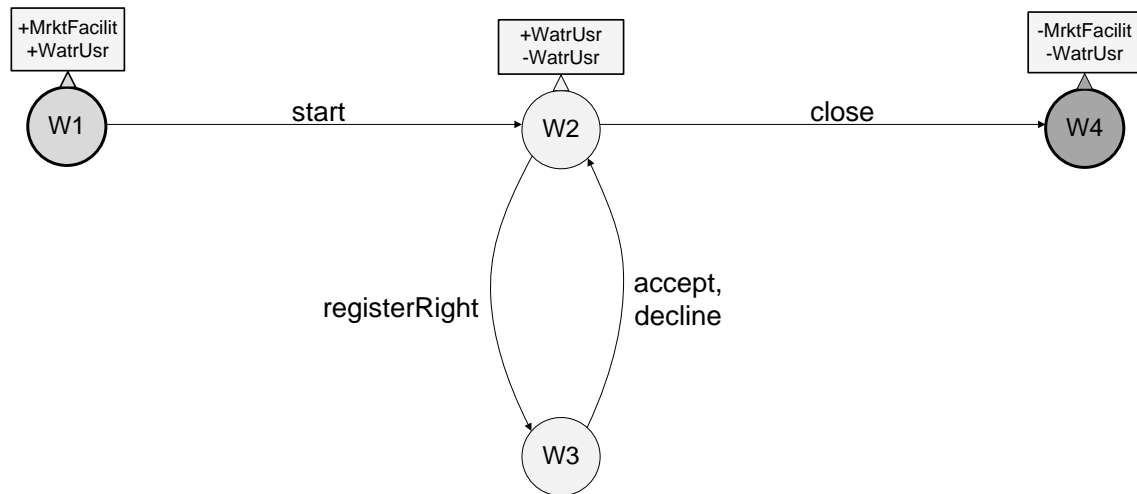 +MrktFacilit
+WatrUsr
+WatrUsr
-WatrUsr
-MrktFacilit
-WatrUsr
W1
start
W2
close
W4
registerRight
accept,
decline
W3